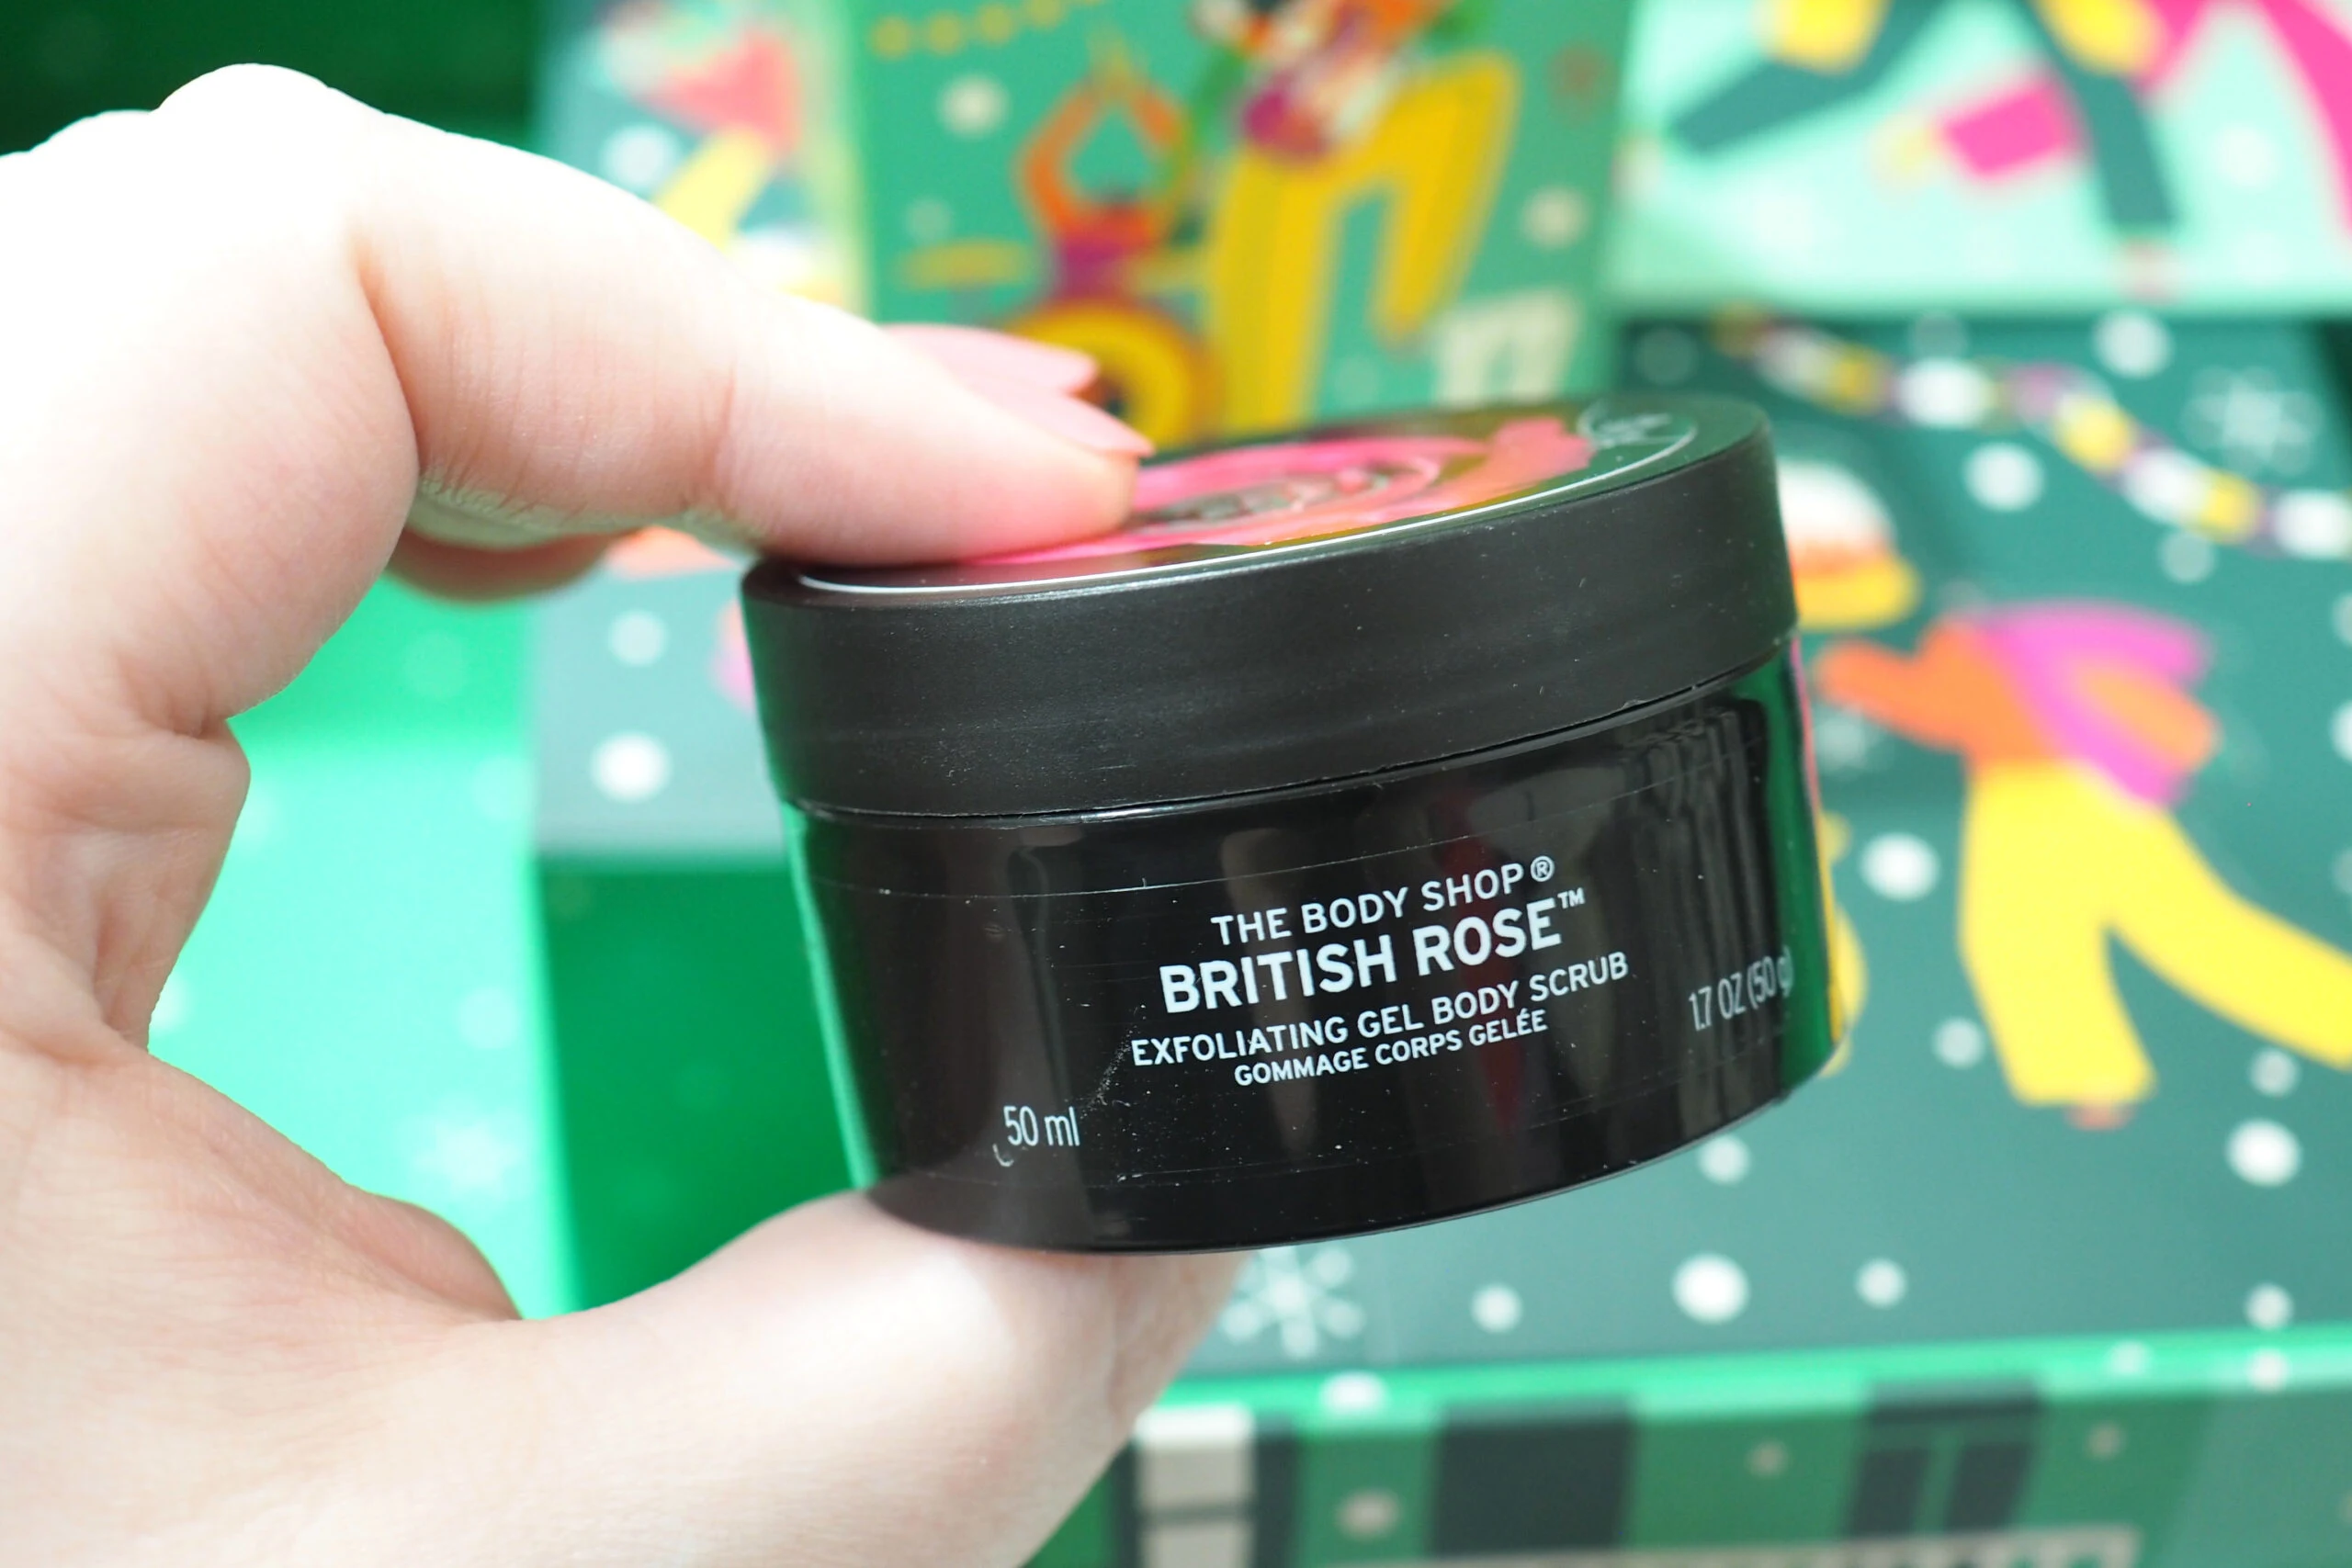 THE BODY SHOP®
BRITISH ROSE™
EXFOLIATING GEL BODY SCRUB
GOMMAGE CORPS GELÉE
50 ml
1.7 OZ (50 g)